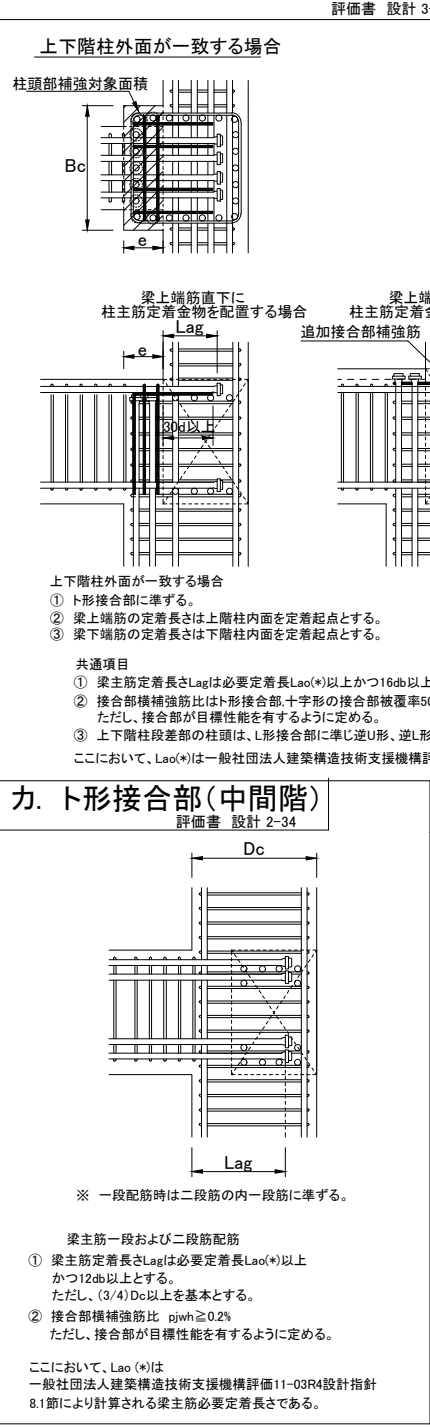 評価書 設計 3-
上下階柱外面が一致する場合
柱頭部補強対象面積
Bc
e
梁上端筋直下に
柱主筋定着金物を配置する場合
梁上端
柱主筋定着金
Lag
追加接合部補強筋
e
30d以上
上下階柱外面が一致する場合
① ト形接合部に準ずる。
② 梁上端筋の定着長さは上階柱内面を定着起点とする。
③ 梁下端筋の定着長さは下階柱内面を定着起点とする。
共通項目
① 梁主筋定着長さLagは必要定着長Lao(*)以上かつ16db以上
② 接合部横補強筋比はト形接合部,十字形の接合部被覆率50
ただし、接合部が目標性能を有するように定める。
③ 上下階柱段差部の柱頭は、L形接合部に準じ逆U形、逆L形
ここにおいて、Lao(*)は一般社団法人建築構造技術支援機構評
カ. ト形接合部(中間階)
評価書 設計 2-34
Dc
Lag
※ 一段配筋時は二段筋の内一段筋に準ずる。
梁主筋一段および二段筋配筋
① 梁主筋定着長さLagは必要定着長Lao(*)以上
かつ12db以上とする。
ただし、(3/4)Dc以上を基本とする。
② 接合部横補強筋比 pjwh≧0.2%
ただし、接合部が目標性能を有するように定める。
ここにおいて、Lao (*)は
一般社団法人建築構造技術支援機構評価11-03R4設計指針
8.1節により計算される梁主筋必要定着長さである。